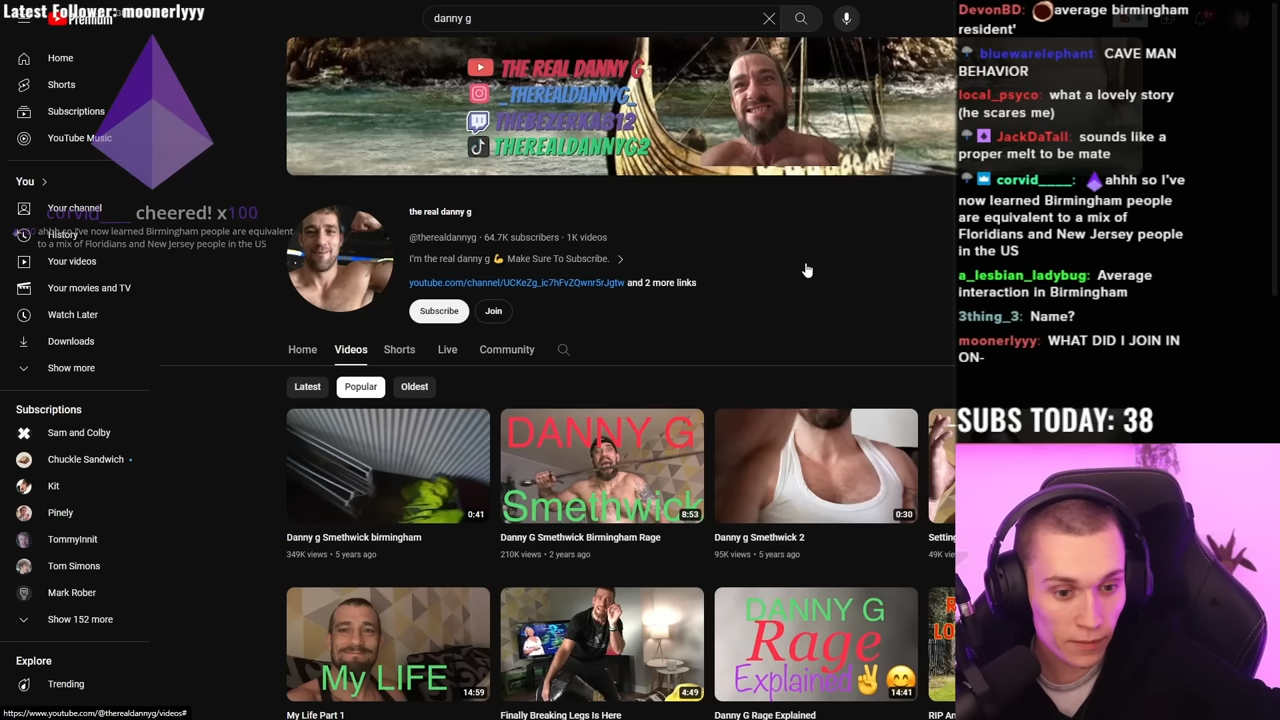 Latest Follower: moonerlyyy
Premium
danny g
Home
Shorts
Subscriptions
YouTube Music
You
Your channel
History
Your videos
Your movies and TV
Watch Later
Downloads
Show more
corvid____ cheered! x100
ahhh so I've now learned Birmingham people are equivalent
to a mix of Floridians and New Jersey people in the US
Subscriptions
Sam and Colby
Chuckle Sandwich
Kit
Pinely
TommyInnit
Tom Simons
Mark Rober
Show 152 more
Explore
Trending
https://www.youtube.com/@therealdannyg/videos#
THE REAL DANNY G
_THEREALDANNYG_
THEBEZERKAB12
THEREALDANNYG2
the real danny g
@therealdannyg · 64.7K subscribers · 1K videos
I'm the real danny g 💪 Make Sure To Subscribe.
youtube.com/channel/UCKeZg_ic7hFvZQwnr5rJgtw and 2 more links
Subscribe
Join
Home Videos Shorts Live Community
Latest Popular Oldest
0:41
Danny g Smethwick birmingham
349K views · 5 years ago
DANNY G
Smethwick
8:53
Danny G Smethwick Birmingham Rage
210K views · 2 years ago
0:30
Danny g Smethwick 2
95K views · 5 years ago
Setting
49K vie
My LIFE
14:59
My Life Part 1
4:49
Finally Breaking Legs Is Here
DANNY G
Rage
Explained✌️🤗
14:41
Danny G Rage Explained
RIP An
DevonBD: average birmingham
resident'
bluewarelephant: CAVE MAN
BEHAVIOR
local_psyco: what a lovely story
(he scares me)
JackDaTall: sounds like a
proper melt to be mate
corvid____: ahhh so I've
now learned Birmingham people
are equivalent to a mix of
Floridians and New Jersey people
in the US
a_lesbian_ladybug: Average
interaction in Birmingham
3thing_3: Name?
moonerlyyy: WHAT DID I JOIN IN
ON-
SUBS TODAY: 38